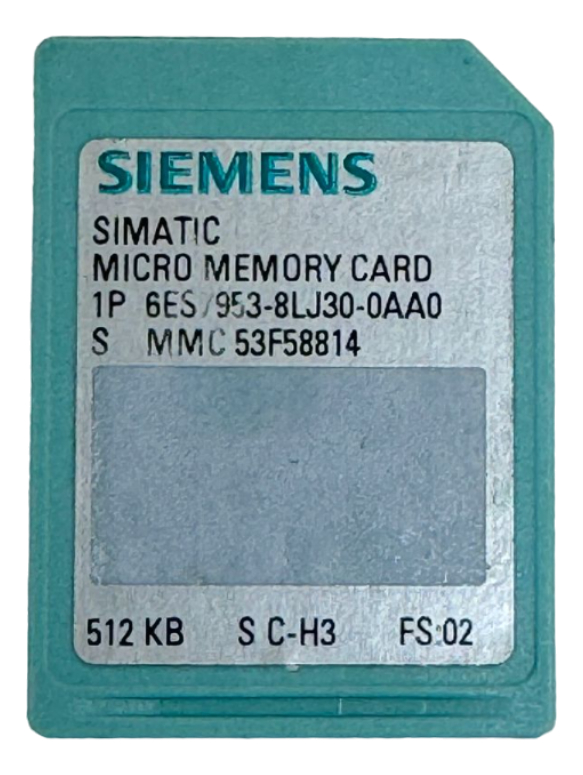 SIEMENS
SIMATIC
MICRO MEMORY CARD
1P 6ES7953-8LJ30-0AA0
S MMC 53F58814
512 KB S C-H3 FS:02